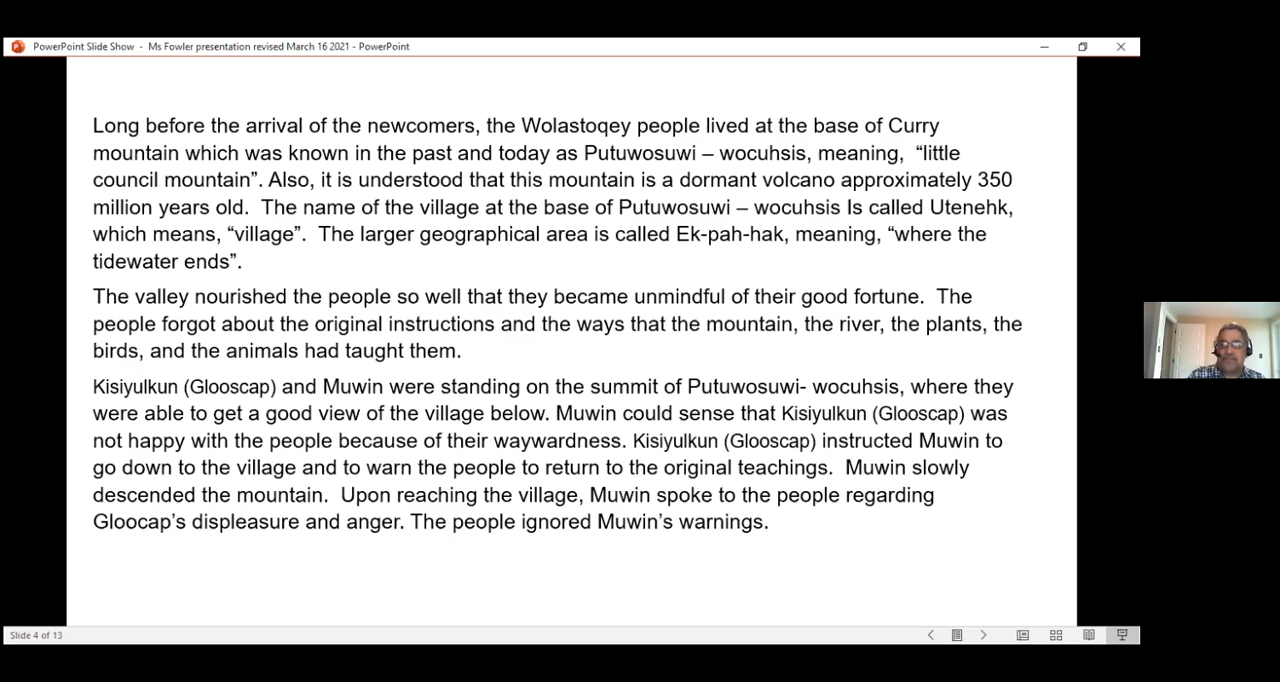 PowerPoint Slide Show - Ms Fowler presentation revised March 16 2021 - PowerPoint
Long before the arrival of the newcomers, the Wolastoqey people lived at the base of Curry
mountain which was known in the past and today as Putuwosuwi – wocuhsis, meaning, “little
council mountain”. Also, it is understood that this mountain is a dormant volcano approximately 350
million years old. The name of the village at the base of Putuwosuwi – wocuhsis Is called Utenehk,
which means, “village”. The larger geographical area is called Ek-pah-hak, meaning, “where the
tidewater ends”.
The valley nourished the people so well that they became unmindful of their good fortune. The
people forgot about the original instructions and the ways that the mountain, the river, the plants, the
birds, and the animals had taught them.
Kisiyulkun (Glooscap) and Muwin were standing on the summit of Putuwosuwi- wocuhsis, where they
were able to get a good view of the village below. Muwin could sense that Kisiyulkun (Glooscap) was
not happy with the people because of their waywardness. Kisiyulkun (Glooscap) instructed Muwin to
go down to the village and to warn the people to return to the original teachings. Muwin slowly
descended the mountain. Upon reaching the village, Muwin spoke to the people regarding
Gloocap’s displeasure and anger. The people ignored Muwin’s warnings.
Slide 4 of 13